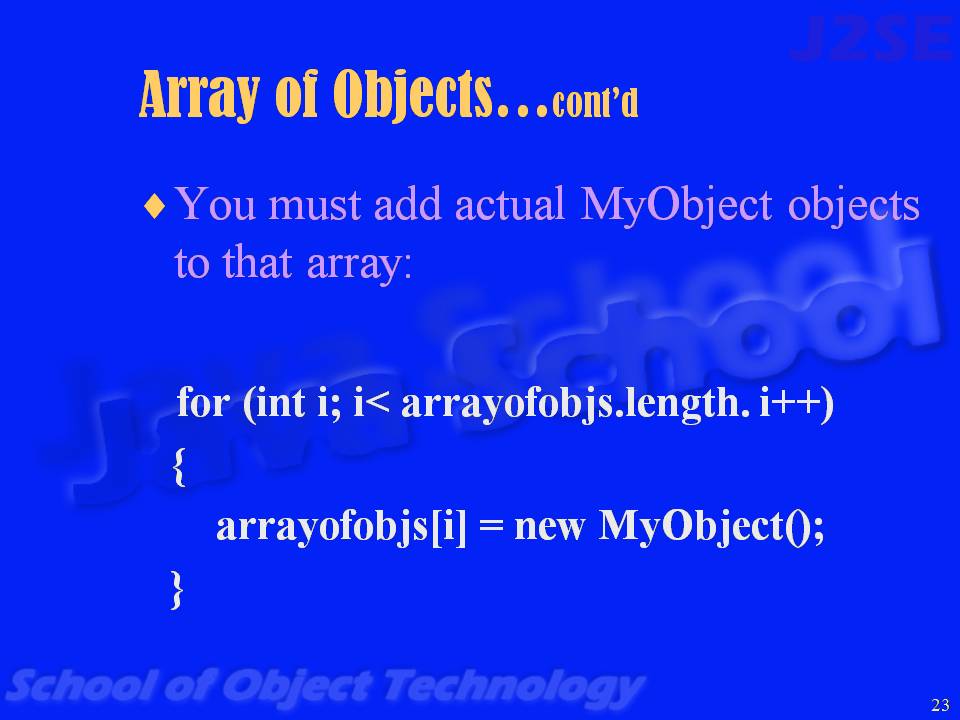 J2SE
Array of Objects…cont’d
You must add actual MyObject objects
to that array:
Java School
for (int i; i< arrayofobjs.length. i++)
{
arrayofobjs[i] = new MyObject();
}
School of Object Technology
23